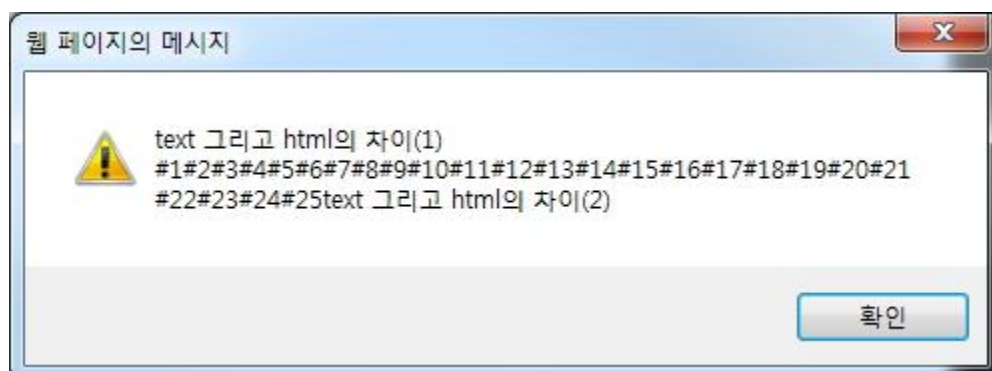 웹 페이지의 메시지
text 그리고 html의 차이(1)
#1#2#3#4#5#6#7#8#9#10#11#12#13#14#15#16#17#18#19#20#21
#22#23#24#25text 그리고 html의 차이(2)
확인